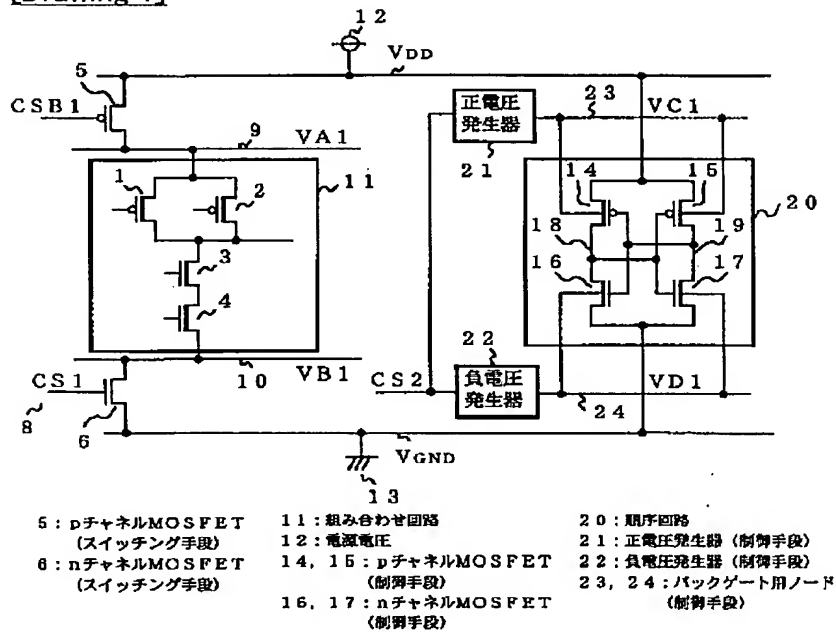 [Drawing 1]
12
5
VDD
CSB1
正電圧
発生器
23
VC1
9
VA1
21
1
11
14
15
2
20
18
19
3
16
17
4
22
10
VB1
CS2
負電圧
発生器
VD1
CS1
24
8
6
VGND
13
5：pチャネルMOSFET
（スイッチング手段）
6：nチャネルMOSFET
（スイッチング手段）
11：組み合わせ回路
12：電源電圧
14，15：pチャネルMOSFET
（制御手段）
16，17：nチャネルMOSFET
（制御手段）
20：順序回路
21：正電圧発生器（制御手段）
22：負電圧発生器（制御手段）
23，24：バックゲート用ノード
（制御手段）